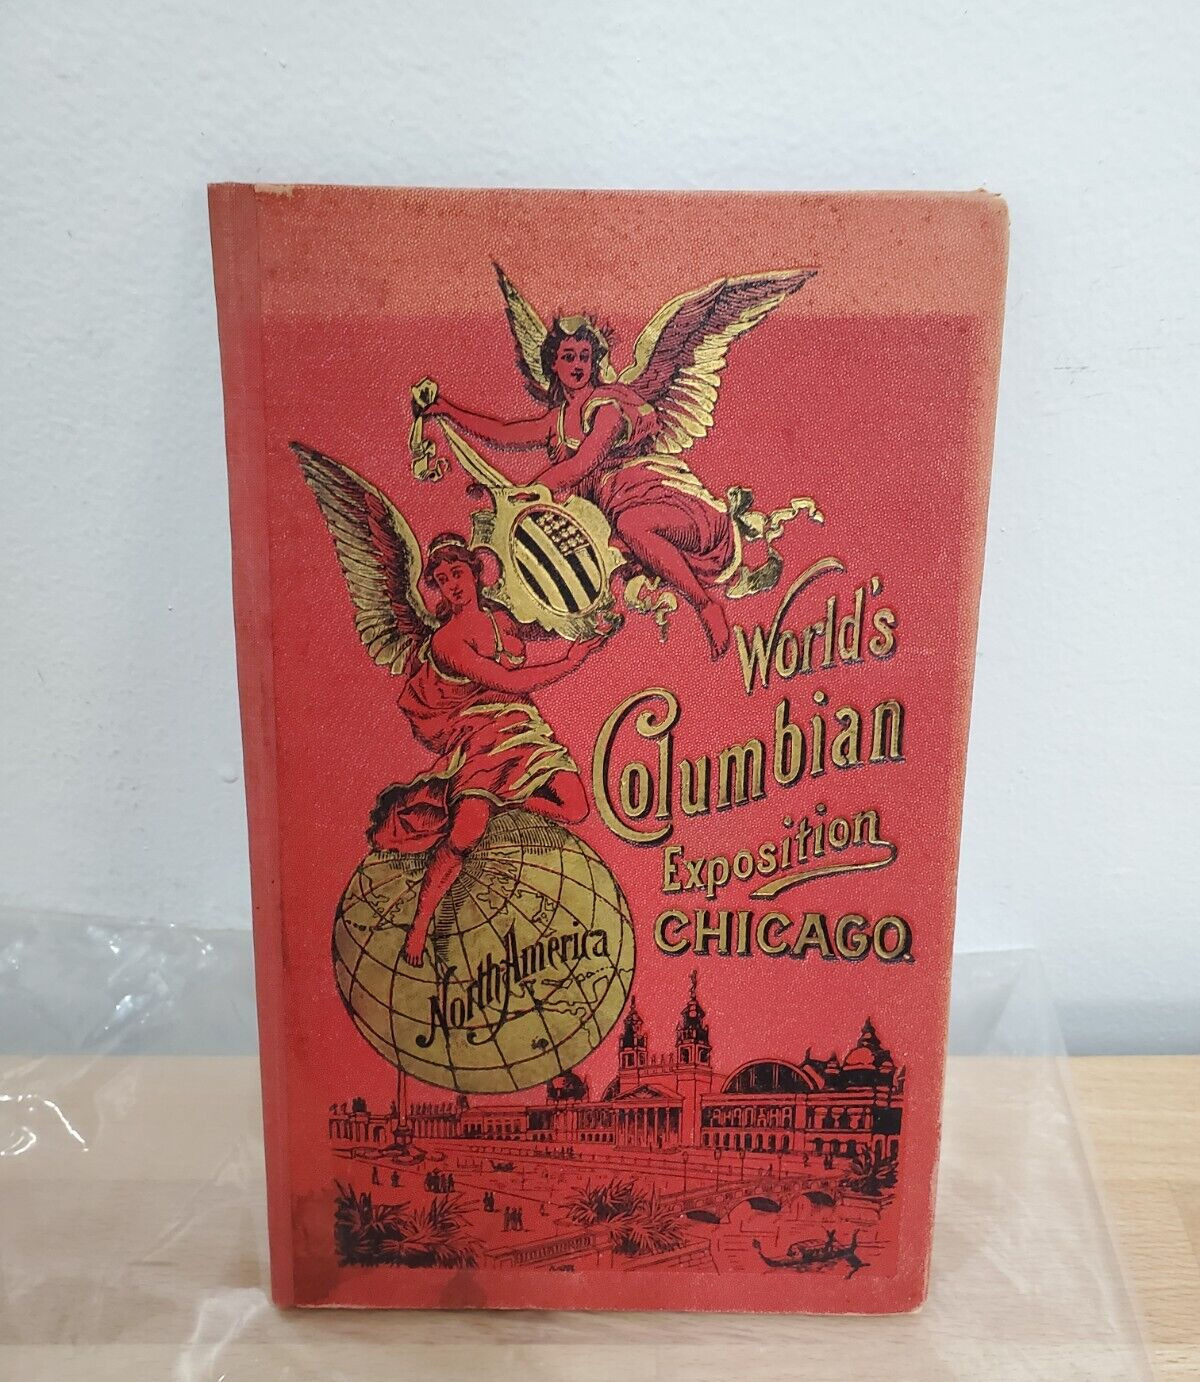 World's
Columbian
Exposition
CHICAGO
North America